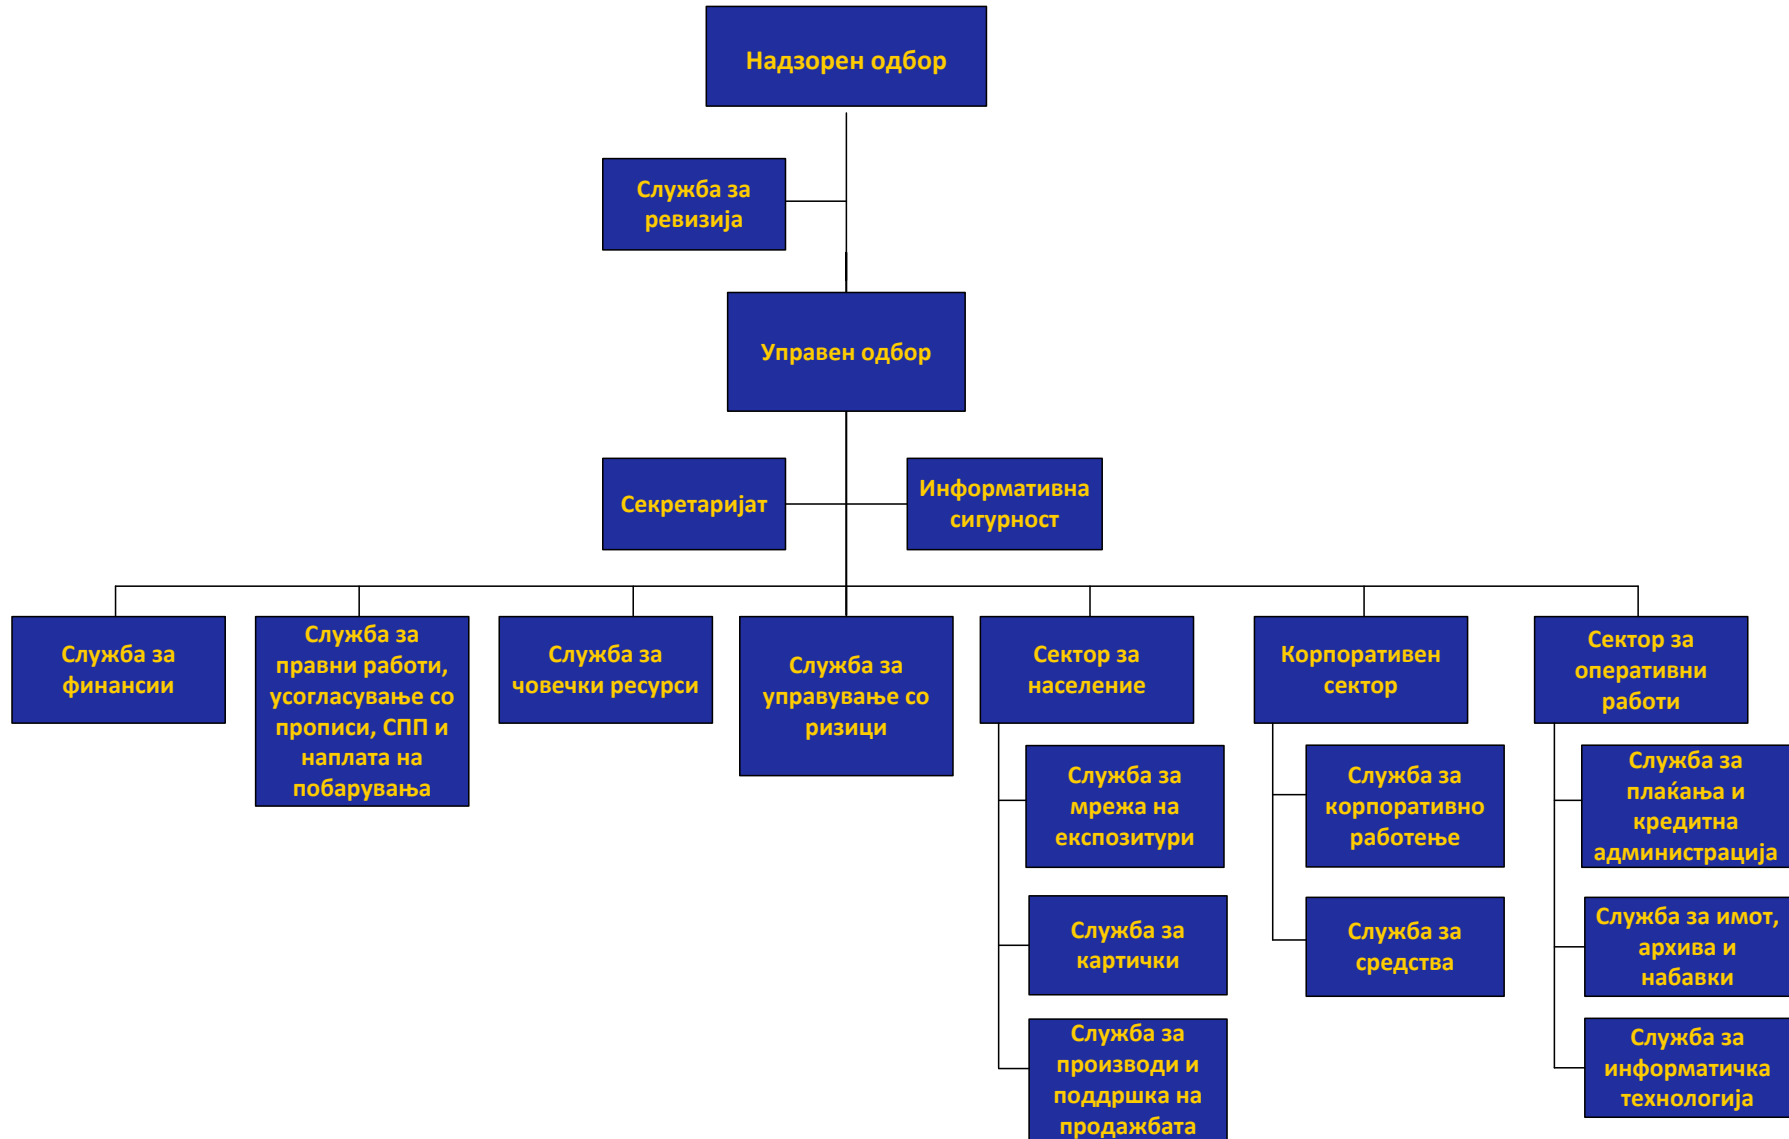 Надзорен одбор
Служба за
ревизија
Управен одбор
Секретаријат
Информативна
сигурност
Служба за
финансии
Служба за
правни работи,
усогласување со
прописи, СПП и
наплата на
побарувања
Служба за
човечки ресурси
Служба за
управување со
ризици
Сектор за
население
Корпоративен
сектор
Сектор за
оперативни
работи
Служба за
мрежа на
експозитури
Служба за
картички
Служба за
производи и
поддршка на
продажбата
Служба за
корпоративно
работење
Служба за
средства
Служба за
плаќања и
кредитна
администрација
Служба за имот,
архива и
набавки
Служба за
информатичка
технологија